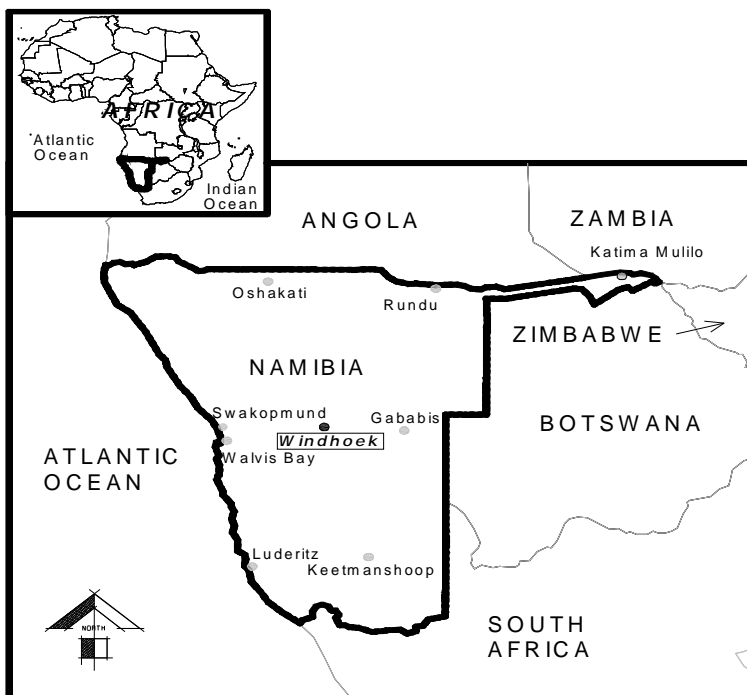 AFRICA
Atlantic
Ocean
Indian
Ocean
ANGOLA
ZAMBIA
Katima Mulilo
Oshakati
Rundu
ZIMBABWE
NAMIBIA
Swakopmund
Gababis
BOTSWANA
Windhoek
Walvis Bay
ATLANTIC
OCEAN
Luderitz
Keetmanshoop
NORTH
SOUTH
AFRICA